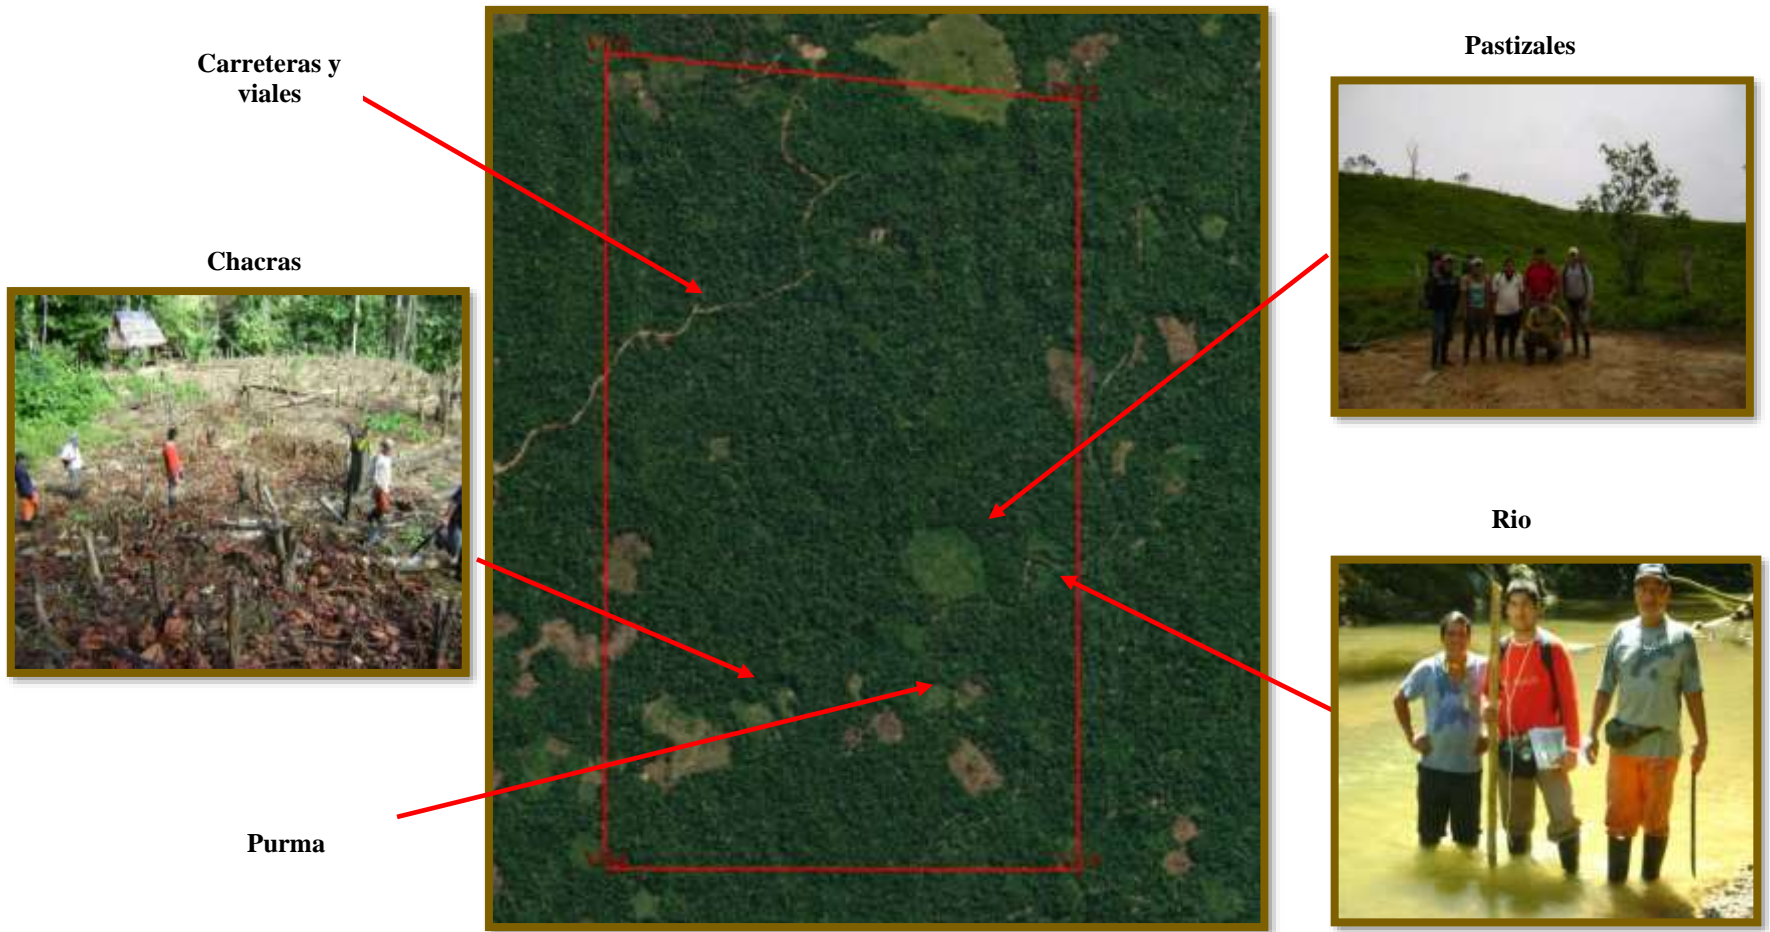 Carreteras y
viales
Pastizales
Chacras
Rio
Purma